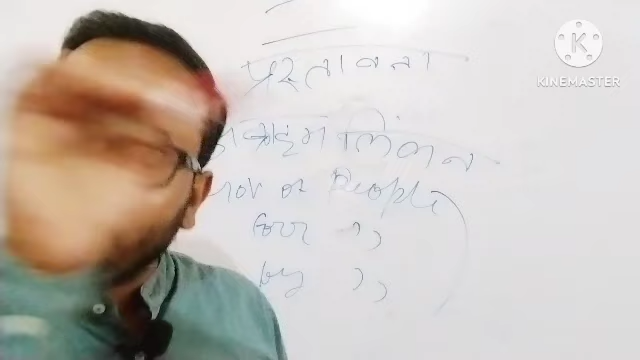 प्रस्तावना
लिंकन
of People
For ,,
by ,,
KINEMASTER